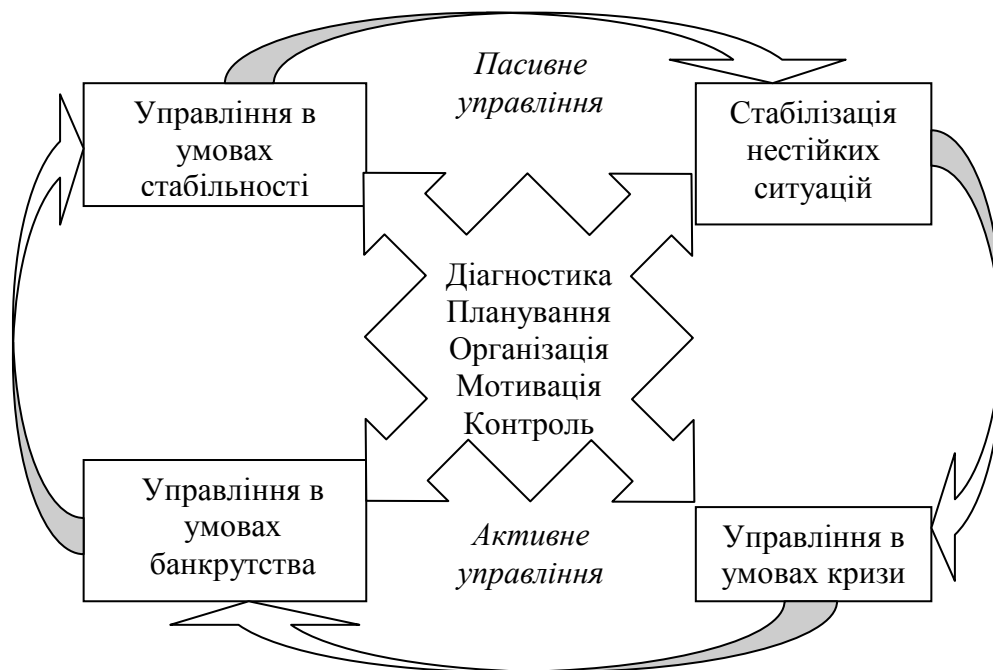 Пасивне
управління
Управління в
умовах
стабільності
Стабілізація
нестійких
ситуацій
Діагностика
Планування
Організація
Мотивація
Контроль
Управління в
умовах
банкрутства
Активне
управління
Управління в
умовах кризи